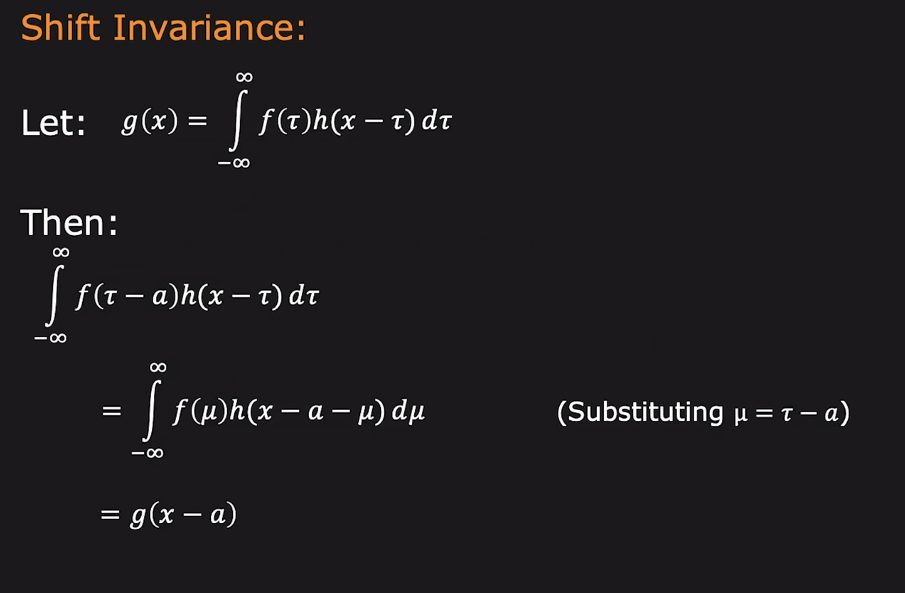 Shift Invariance:
Let: g(x) = ∫_{-∞}^{∞} f(τ)h(x − τ) dτ
Then:
∫_{-∞}^{∞} f(τ − a)h(x − τ) dτ
= ∫_{-∞}^{∞} f(μ)h(x − a − μ) dμ (Substituting μ = τ − a)
= g(x − a)